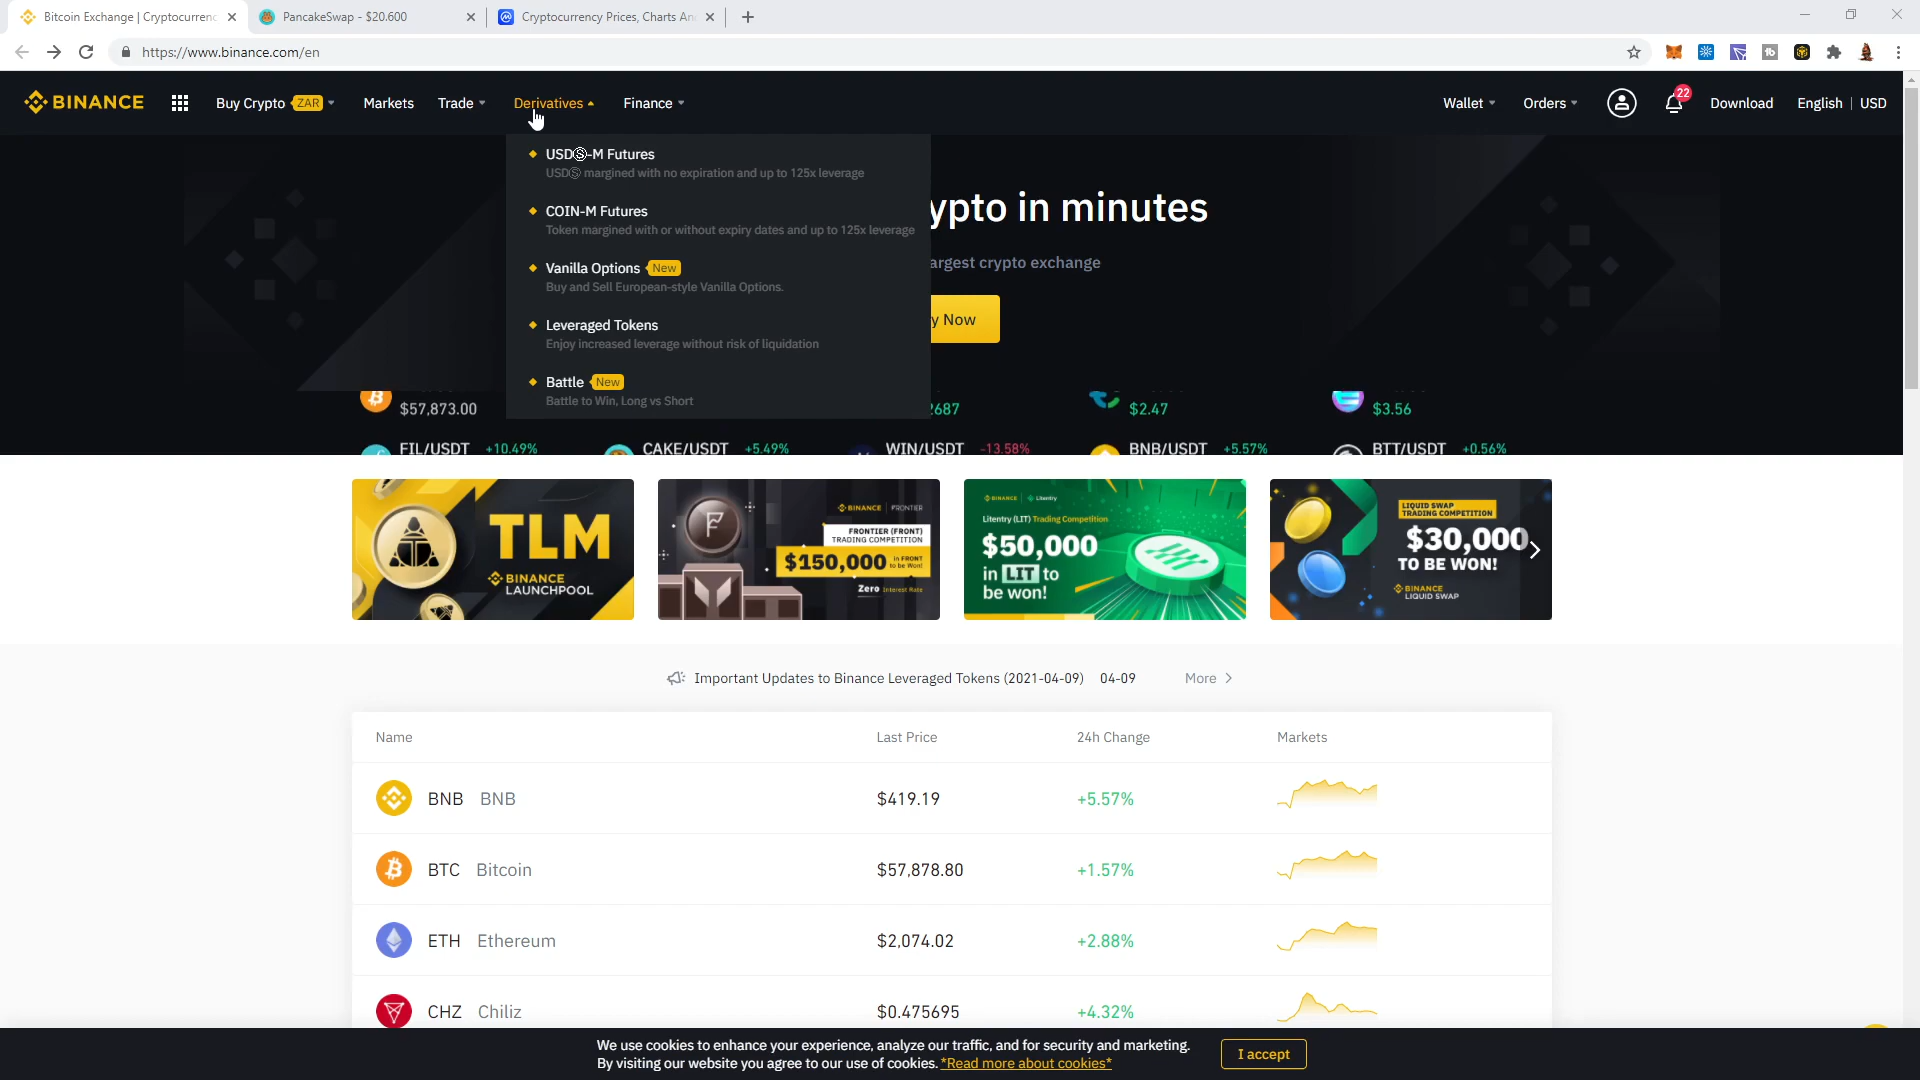 Bitcoin Exchange | Cryptocurrenc
PancakeSwap - $20.600
Cryptocurrency Prices, Charts An
https://www.binance.com/en
BINANCE
Buy Crypto ZAR
Markets
Trade
Derivatives
Finance
Wallet
Orders
22
Download
English | USD
USDⓈ-M Futures
USDⓈ margined with no expiration and up to 125x leverage
COIN-M Futures
Token margined with or without expiry dates and up to 125x leverage
Vanilla Options New
Buy and Sell European-style Vanilla Options.
Leveraged Tokens
Enjoy increased leverage without risk of liquidation
Battle New
Battle to Win, Long vs Short
ypto in minutes
argest crypto exchange
y Now
$57,873.00
2687
$2.47
$3.56
FIL/USDT +10.49%
CAKE/USDT +5.49%
WIN/USDT -13.58%
BNB/USDT +5.57%
BTT/USDT +0.56%
TLM
BINANCE
LAUNCHPOOL
BINANCE | FRONTIER
FRONTIER (FRONT)
TRADING COMPETITION
$150,000 in FRONT
to be Won!
Zero Interest Rate
BINANCE | Litentry
Litentry (LIT) Trading Competition
$50,000
in LIT to
be won!
LIQUID SWAP
TRADING COMPETITION
$30,000
TO BE WON!
BINANCE
LIQUID SWAP
Important Updates to Binance Leveraged Tokens (2021-04-09) 04-09 More
Name Last Price 24h Change Markets
BNB BNB $419.19 +5.57%
BTC Bitcoin $57,878.80 +1.57%
ETH Ethereum $2,074.02 +2.88%
CHZ Chiliz $0.475695 +4.32%
We use cookies to enhance your experience, analyze our traffic, and for security and marketing.
By visiting our website you agree to our use of cookies. *Read more about cookies*
I accept